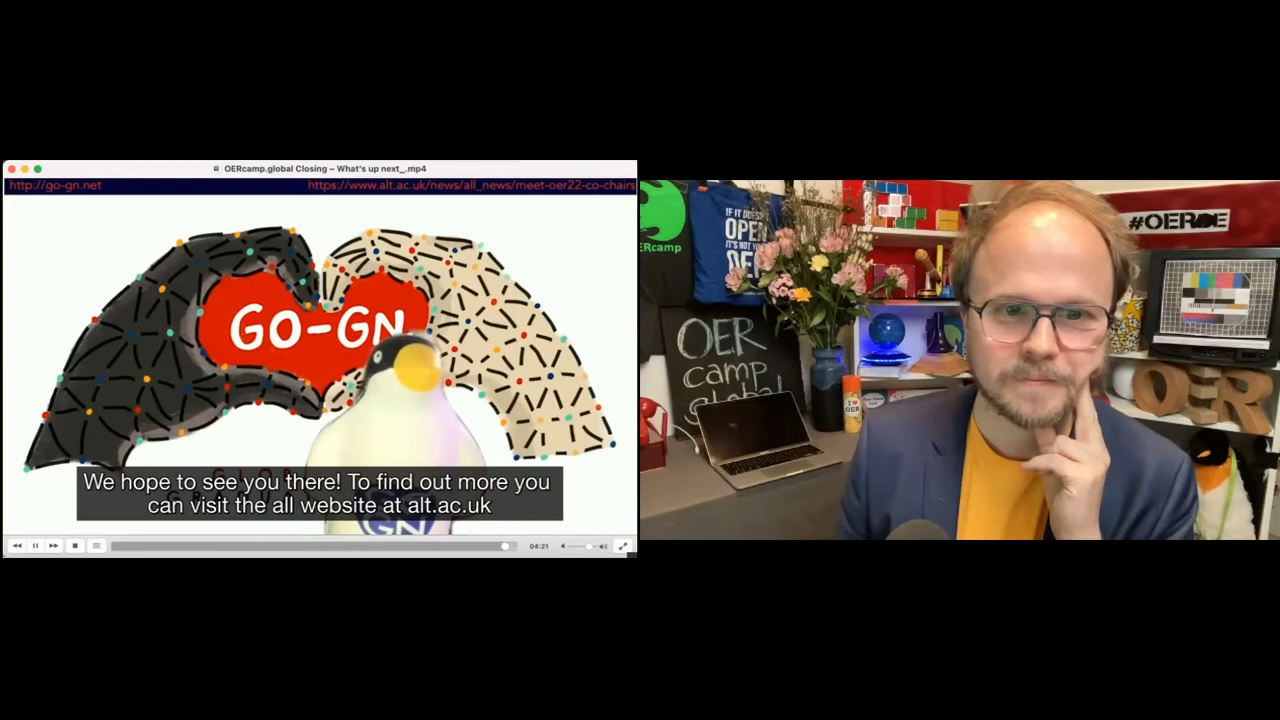 OERcamp.global Closing – What's up next_.mp4
http://go-gn.net
https://www.alt.ac.uk/news/all_news/meet-oer22-co-chairs
GO-GN
GN
We hope to see you there! To find out more you
can visit the all website at alt.ac.uk
04:21
ERcamp
IF IT DOESN'T
OPEN
IT'S NOT
OER
camp
global
I
OER
#OERDE
OER